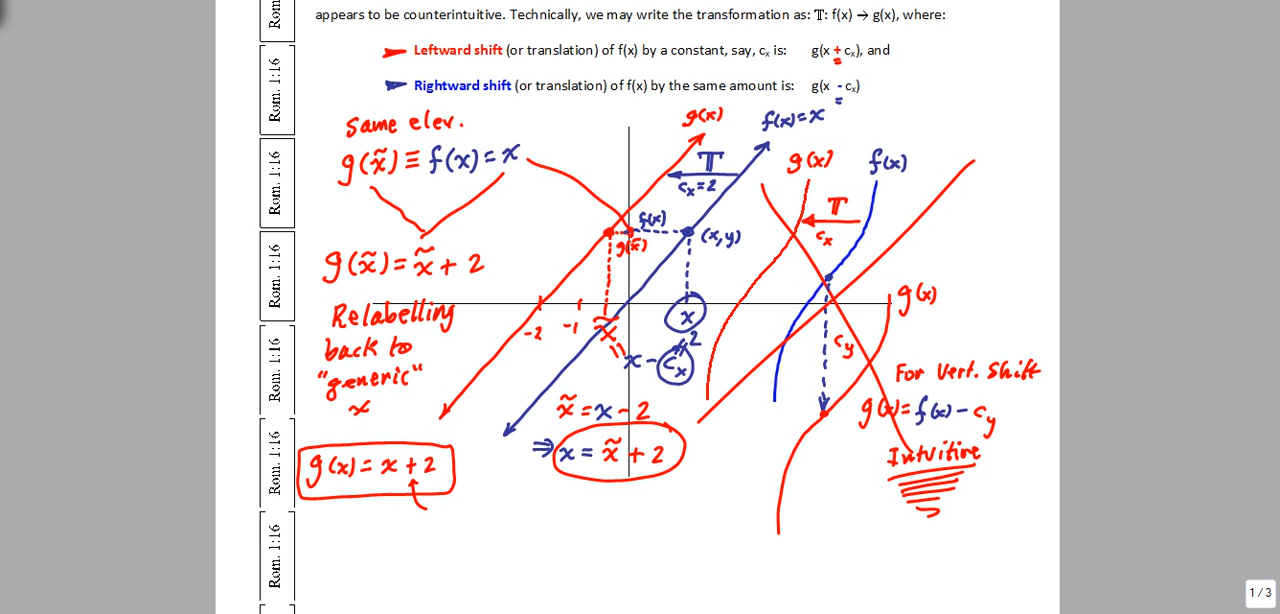 appears to be counterintuitive. Technically, we may write the transformation as: 𝕋: f(x) → g(x), where:
Leftward shift (or translation) of f(x) by a constant, say, cₓ is: g(x + cₓ), and
Rightward shift (or translation) of f(x) by the same amount is: g(x - cₓ)
Rom
Rom. 1:16
Rom. 1:16
Rom. 1:16
Rom. 1:16
Rom. 1:16
Rom. 1:16
same elev.
g(x̃) ≡ f(x) = x
g(x̃) = x̃ + 2
Relabelling
back to
"generic"
x
g(x) = x + 2
g(x)
f(x) = x
𝕋
cₓ=2
f(x)
g(x̃)
(x,y)
-2
-1
x̃
x
2
x - cₓ
x̃ = x - 2
⇒ x = x̃ + 2
g(x)
f(x)
𝕋
cₓ
g(x)
cy
For Vert. Shift
g(x) = f(x) - cy
Intuitive
1 / 3